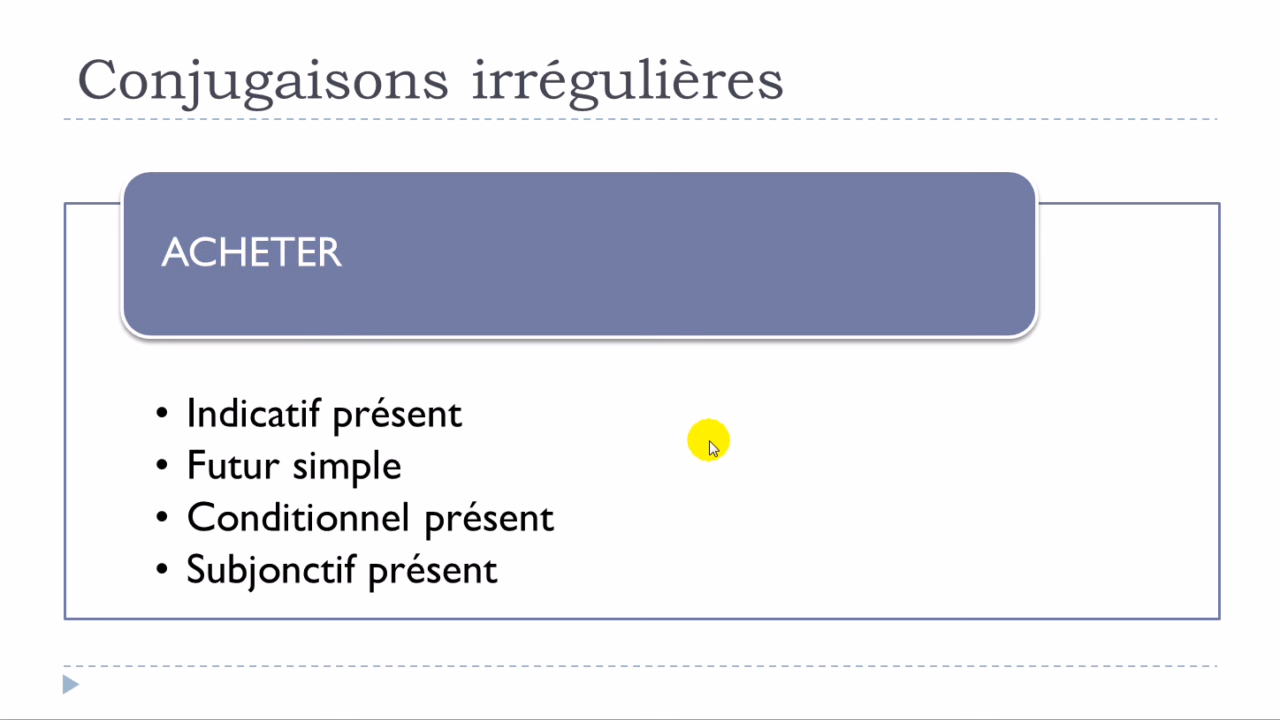 Conjugaisons irrégulières
ACHETER
• Indicatif présent
• Futur simple
• Conditionnel présent
• Subjonctif présent